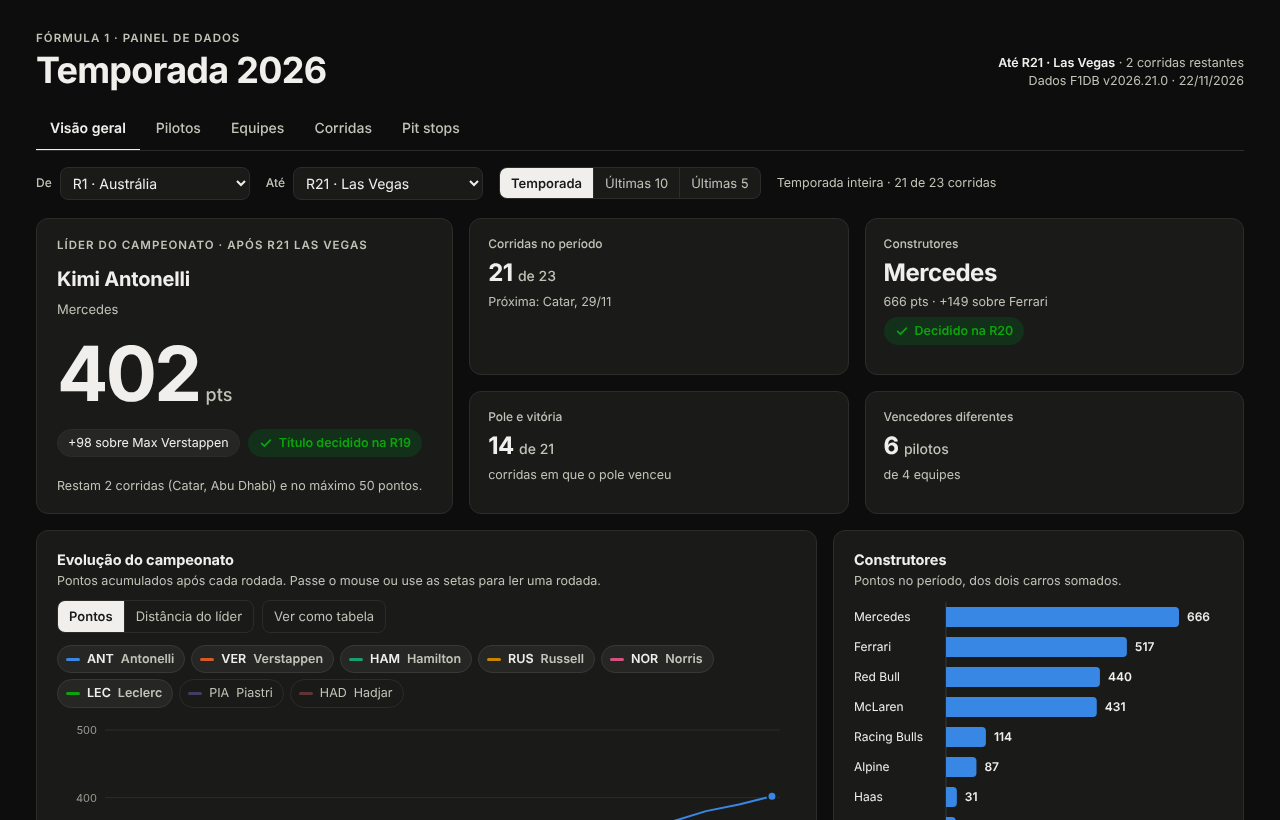 FÓRMULA 1 · PAINEL DE DADOS
Temporada 2026
Até R21 · Las Vegas · 2 corridas restantes
Dados F1DB v2026.21.0 · 22/11/2026
Visão geral
Pilotos
Equipes
Corridas
Pit stops
De
R1 · Austrália
Até
R21 · Las Vegas
Temporada
Últimas 10
Últimas 5
Temporada inteira · 21 de 23 corridas
LÍDER DO CAMPEONATO · APÓS R21 LAS VEGAS
Kimi Antonelli
Mercedes
402 pts
+98 sobre Max Verstappen
Título decidido na R19
Restam 2 corridas (Catar, Abu Dhabi) e no máximo 50 pontos.
Corridas no período
21 de 23
Próxima: Catar, 29/11
Construtores
Mercedes
666 pts · +149 sobre Ferrari
Decidido na R20
Pole e vitória
14 de 21
corridas em que o pole venceu
Vencedores diferentes
6 pilotos
de 4 equipes
Evolução do campeonato
Pontos acumulados após cada rodada. Passe o mouse ou use as setas para ler uma rodada.
Pontos
Distância do líder
Ver como tabela
ANT Antonelli
VER Verstappen
HAM Hamilton
RUS Russell
NOR Norris
LEC Leclerc
PIA Piastri
HAD Hadjar
500
400
Construtores
Pontos no período, dos dois carros somados.
Mercedes 666
Ferrari 517
Red Bull 440
McLaren 431
Racing Bulls 114
Alpine 87
Haas 31